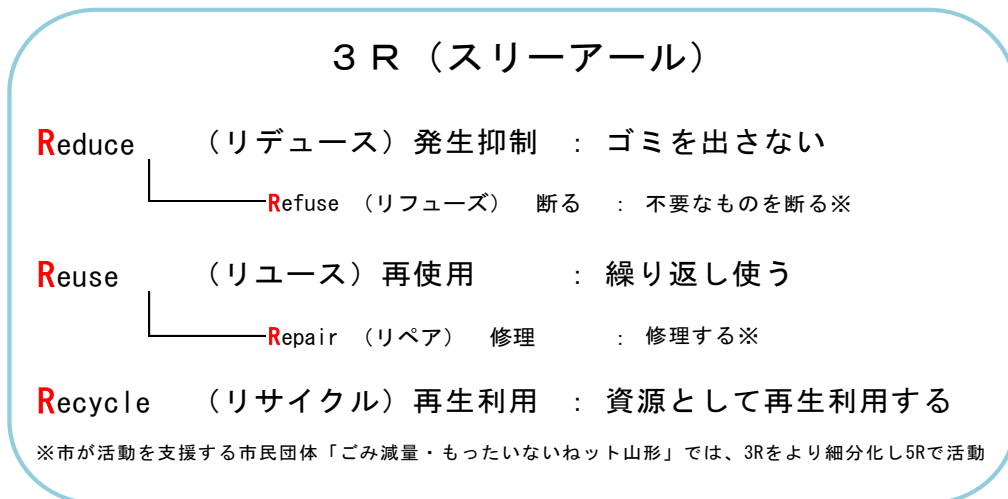 ３Ｒ（スリーアール）
Reduce （リデュース）発生抑制 ： ゴミを出さない
Refuse （リフューズ） 断る ： 不要なものを断る※
Reuse （リユース）再使用 ： 繰り返し使う
Repair （リペア） 修理 ： 修理する※
Recycle （リサイクル）再生利用 ： 資源として再生利用する
※市が活動を支援する市民団体「ごみ減量・もったいないねット山形」では、3Rをより細分化し5Rで活動